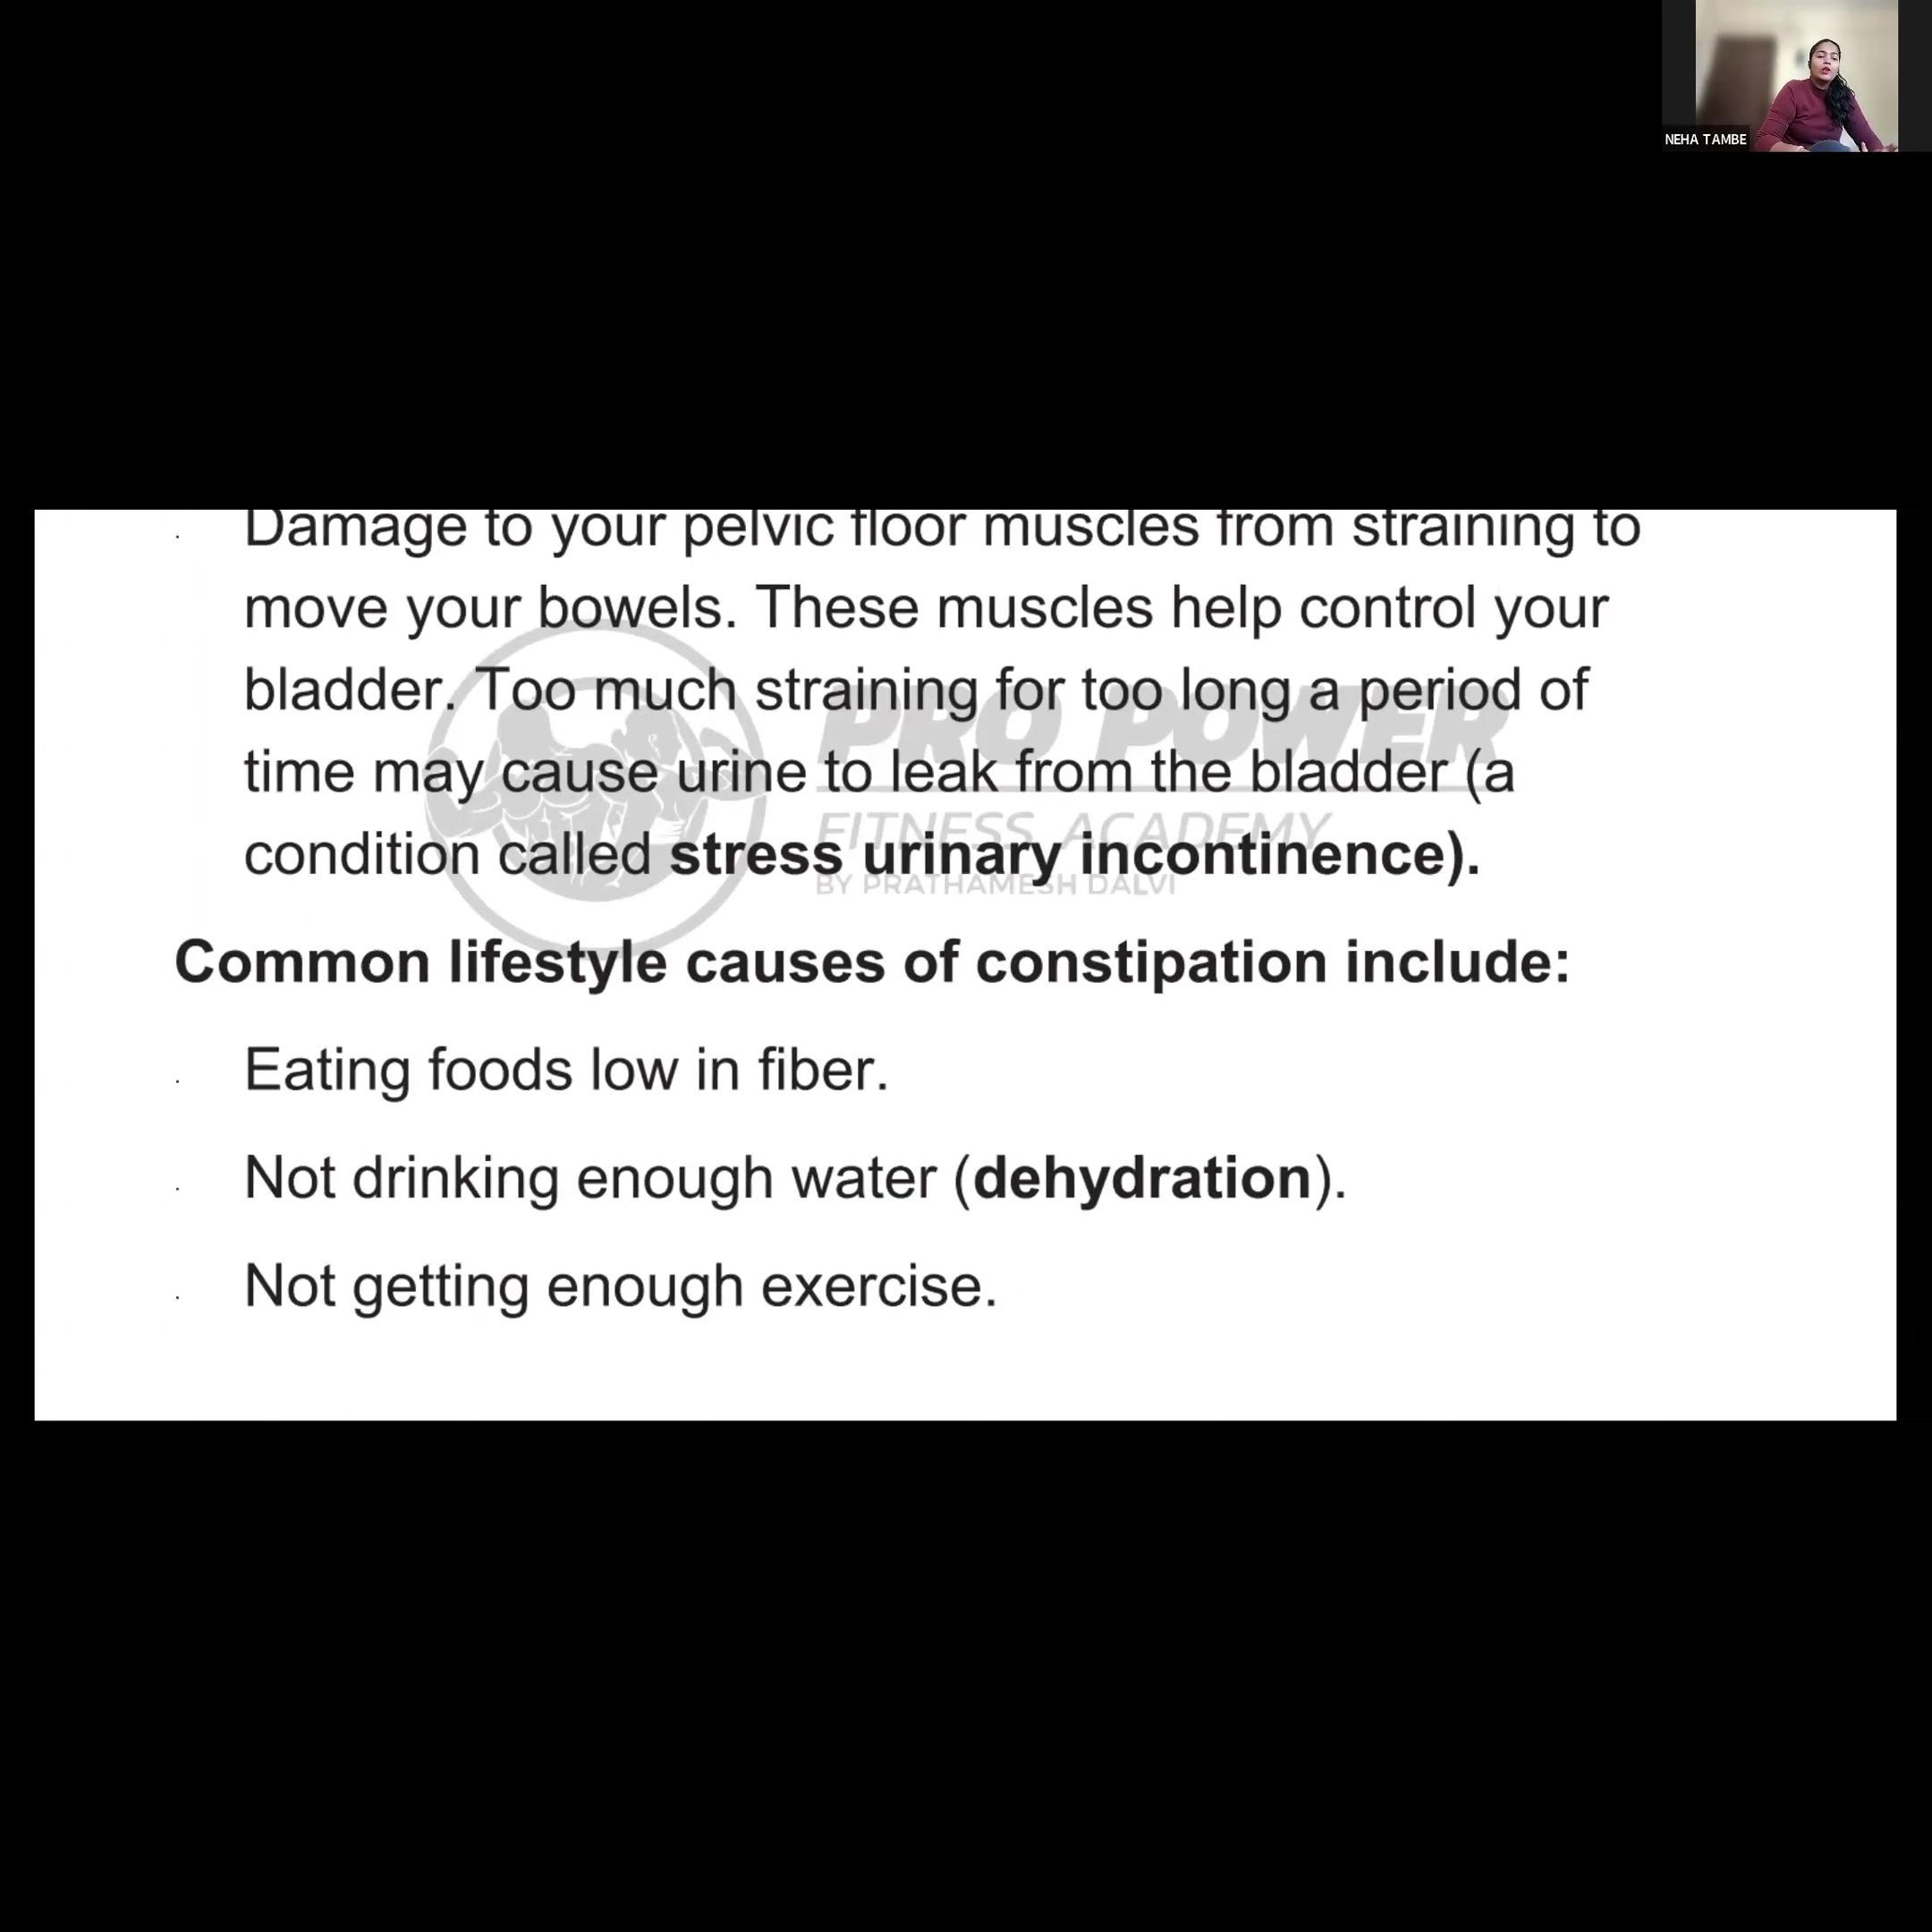 NEHA TAMBE
Damage to your pelvic floor muscles from straining to
move your bowels. These muscles help control your
bladder. Too much straining for too long a period of
time may cause urine to leak from the bladder (a
condition called stress urinary incontinence).
PRO POWER
FITNESS ACADEMY
BY PRATHAMESH DALVI
Common lifestyle causes of constipation include:
. Eating foods low in fiber.
. Not drinking enough water (dehydration).
. Not getting enough exercise.